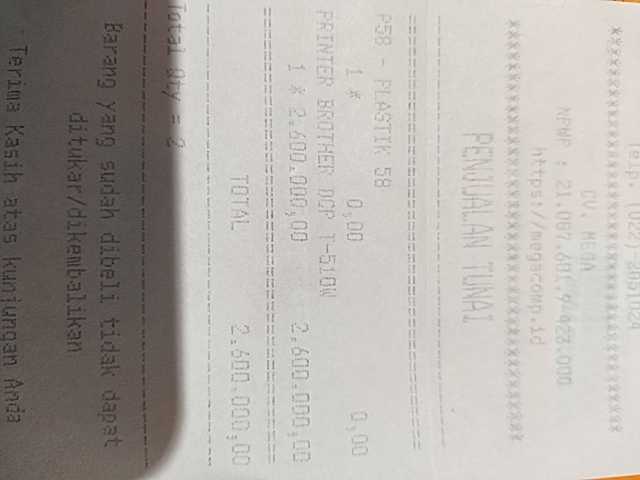 Telp.
*****************************************
CV. MEGA
NPWP :
https://megacomp.id
*****************************************
PENJUALAN TUNAI
-----------------------------------------
=========================================
P58 - PLASTIK 58
1 * 0,00 0,00
PRINTER BROTHER DCP T-510W
1 * 2.600.000,00 2.600.000,00
=========================================
TOTAL 2.600.000,00
-----------------------------------------
Total Qty = 2
-----------------------------------------
Barang yang sudah dibeli tidak dapat
ditukar/dikembalikan
Terima Kasih atas kunjungan Anda